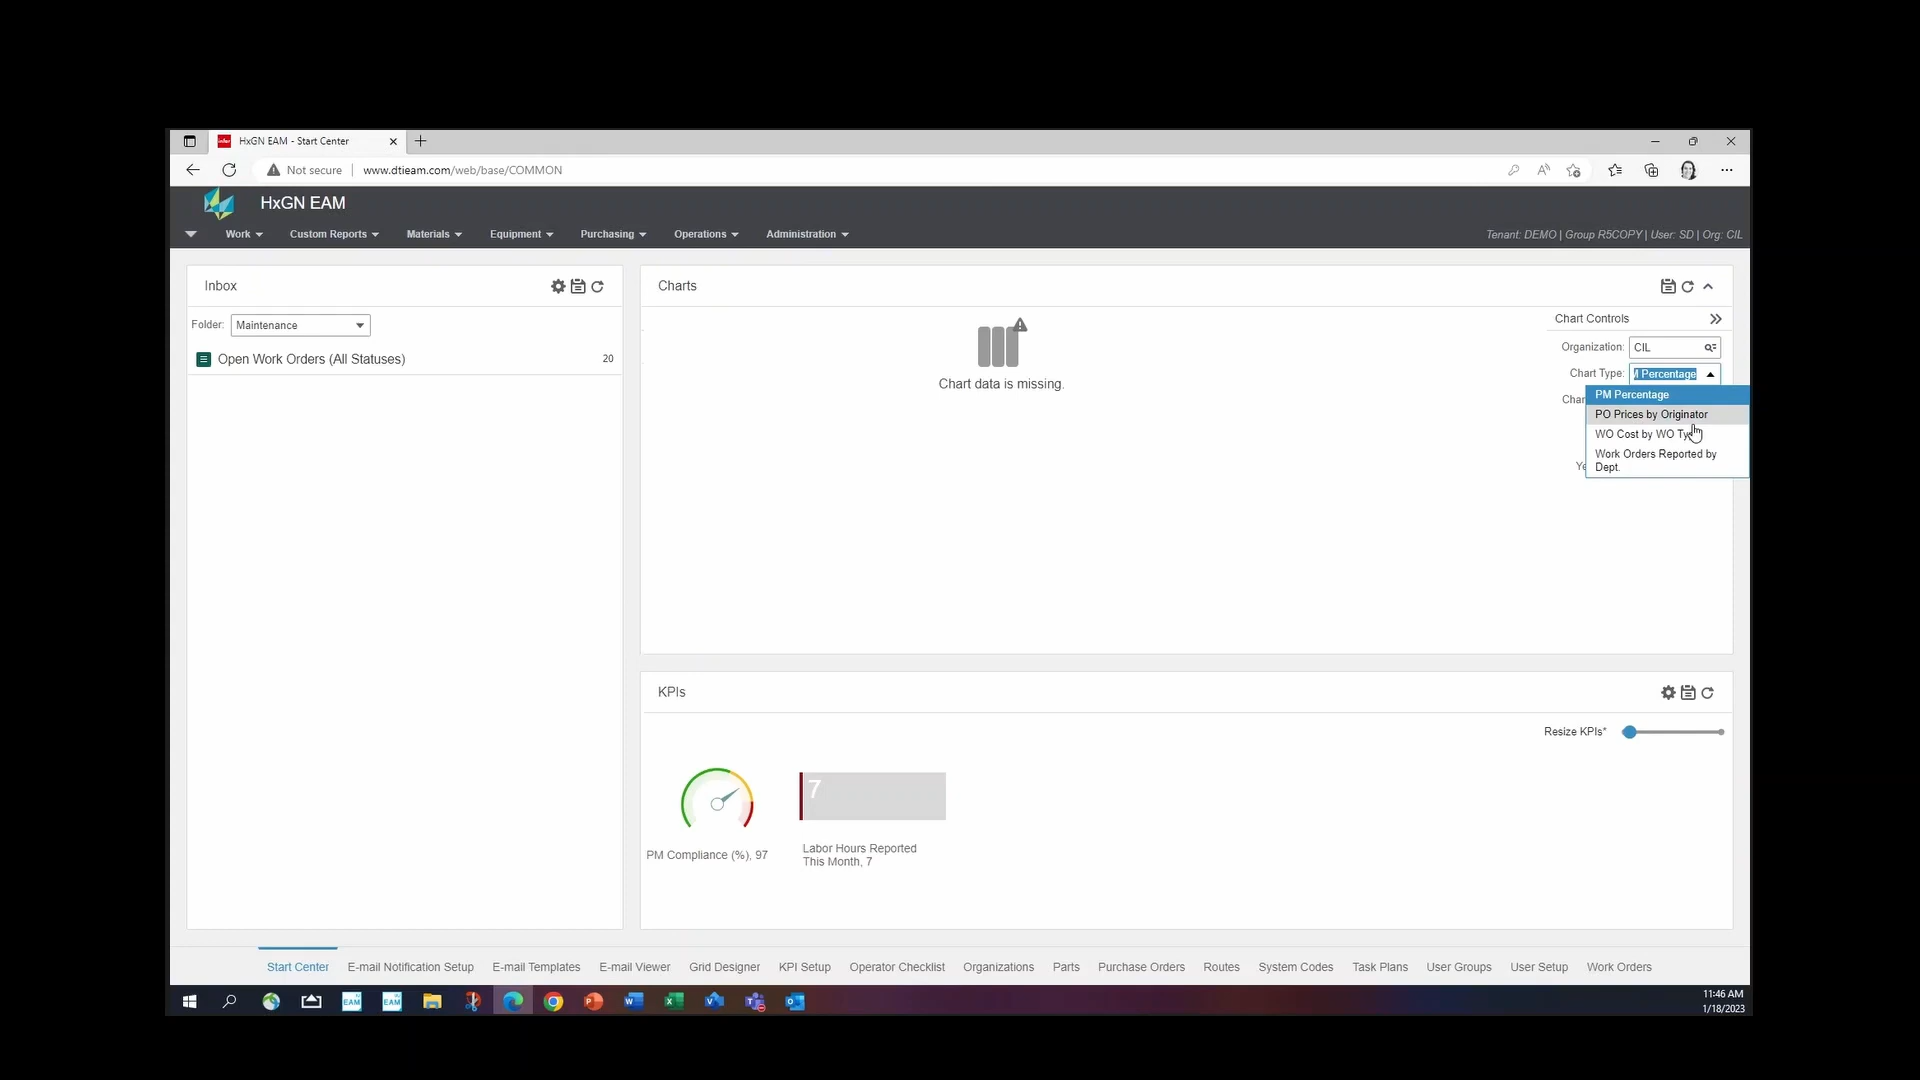 HxGN EAM - Start Center
Not secure
www.dtieam.com/web/base/COMMON
HxGN EAM
Work
Custom Reports
Materials
Equipment
Purchasing
Operations
Administration
Tenant: DEMO | Group R5COPY | User: SD | Org: CIL
Inbox
Folder:
Maintenance
Open Work Orders (All Statuses)
20
Charts
Chart data is missing.
Chart Controls
Organization:
CIL
Chart Type:
Percentage
PM Percentage
PO Prices by Originator
WO Cost by WO
Work Orders Reported by
Dept.
KPIs
Resize KPIs*
7
PM Compliance (%), 97
Labor Hours Reported
This Month, 7
Start Center
E-mail Notification Setup
E-mail Templates
E-mail Viewer
Grid Designer
KPI Setup
Operator Checklist
Organizations
Parts
Purchase Orders
Routes
System Codes
Task Plans
User Groups
User Setup
Work Orders
EAM
EAM
11:46 AM
1/18/2023